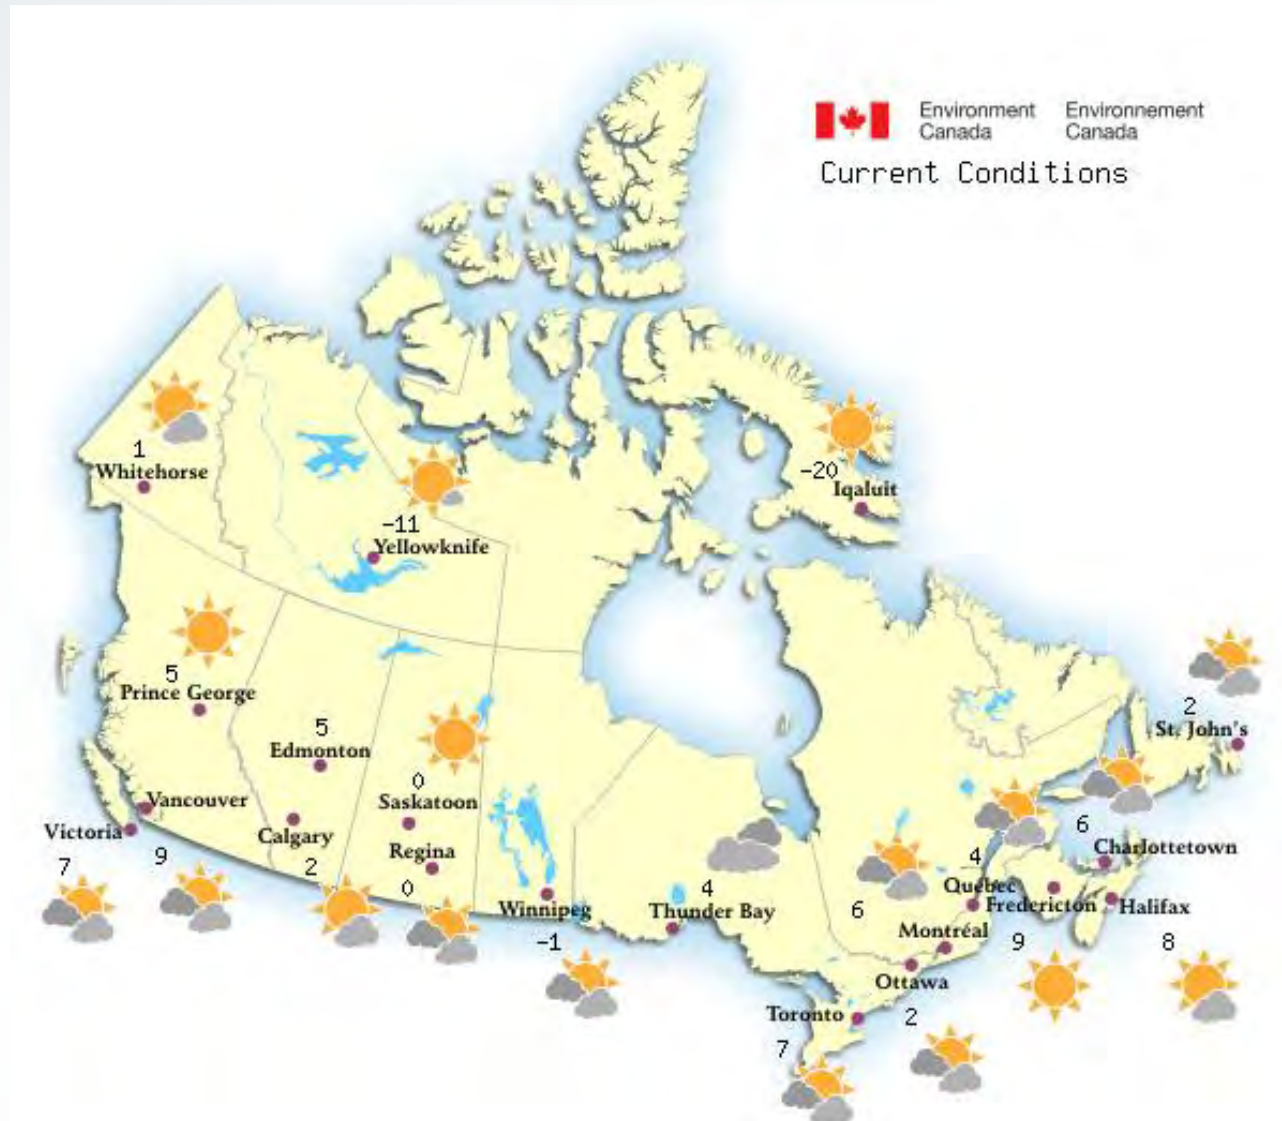 Environment Environnement
Canada Canada
Current Conditions
1
Whitehorse
-20
Iqaluit
-11
Yellowknife
5
Prince George
2
St. John's
5
Edmonton
0
Saskatoon
Vancouver
Victoria
7
9
Calgary
2
Regina
0
Winnipeg
-1
4
Thunder Bay
6
6
Charlottetown
4
Québec
Fredericton
Halifax
Montréal
9
8
Ottawa
2
Toronto
7